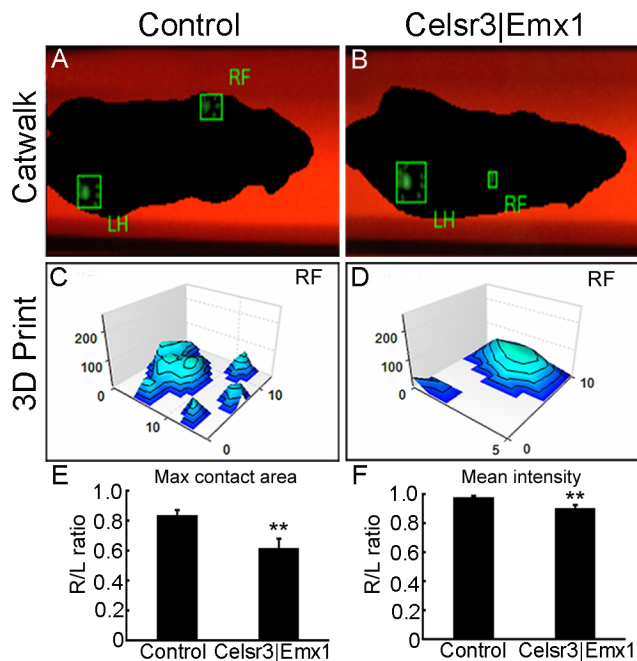 Control
Celsr3|Emx1
Catwalk
A
RF
LH
B
RF
LH
3D Print
C
RF
200
100
0
10
0
10
D
RF
200
100
0
5
0
10
E
Max contact area
R/L ratio
1.0
0.8
0.6
0.4
0.2
0
**
Control
Celsr3|Emx1
F
Mean intensity
R/L ratio
1.0
0.8
0.6
0.4
0.2
0
**
Control
Celsr3|Emx1